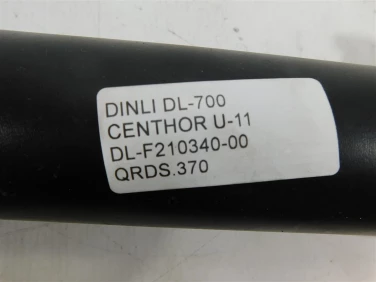 DINLI DL-700
CENTHOR U-11
DL-F210340-00
QRDS.370